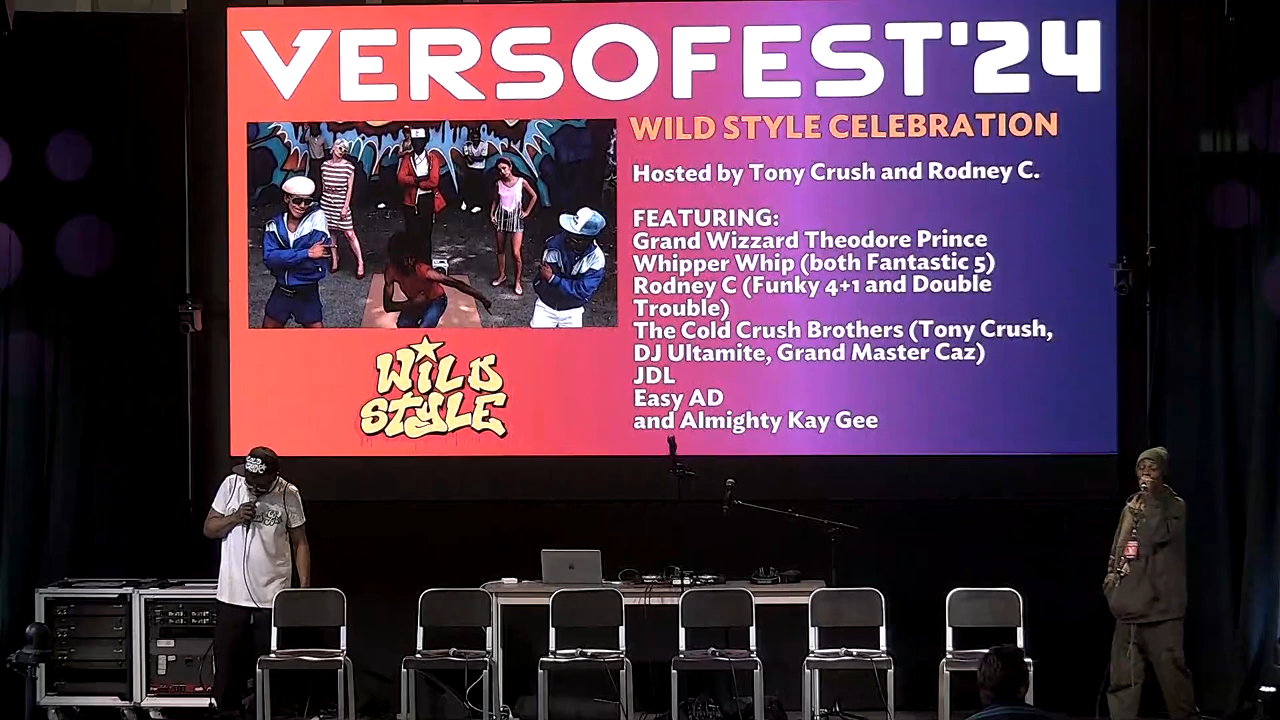 VERSOFEST'24
WILD STYLE CELEBRATION
Hosted by Tony Crush and Rodney C.
FEATURING:
Grand Wizzard Theodore Prince
Whipper Whip (both Fantastic 5)
Rodney C (Funky 4+1 and Double
Trouble)
The Cold Crush Brothers (Tony Crush,
DJ Ultamite, Grand Master Caz)
JDL
Easy AD
and Almighty Kay Gee
WILD
STYLE